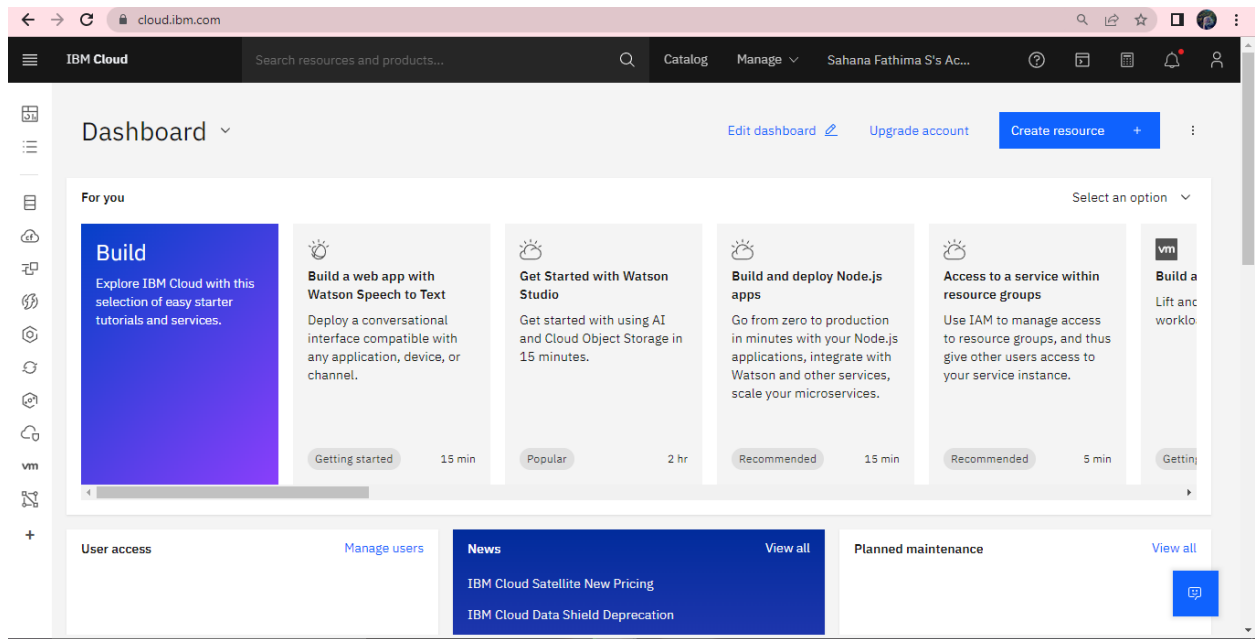 cloud.ibm.com
IBM Cloud
Search resources and products...
Catalog
Manage
Sahana Fathima S's Ac...
Dashboard
Edit dashboard
Upgrade account
Create resource +
For you
Select an option
Build
Explore IBM Cloud with this
selection of easy starter
tutorials and services.
Build a web app with
Watson Speech to Text
Deploy a conversational
interface compatible with
any application, device, or
channel.
Getting started
15 min
Get Started with Watson
Studio
Get started with using AI
and Cloud Object Storage in
15 minutes.
Popular
2 hr
Build and deploy Node.js
apps
Go from zero to production
in minutes with your Node.js
applications, integrate with
Watson and other services,
scale your microservices.
Recommended
15 min
Access to a service within
resource groups
Use IAM to manage access
to resource groups, and thus
give other users access to
your service instance.
Recommended
5 min
vm
Build a
Lift and
worklo
Getting
vm
User access
Manage users
News
View all
IBM Cloud Satellite New Pricing
IBM Cloud Data Shield Deprecation
Planned maintenance
View all